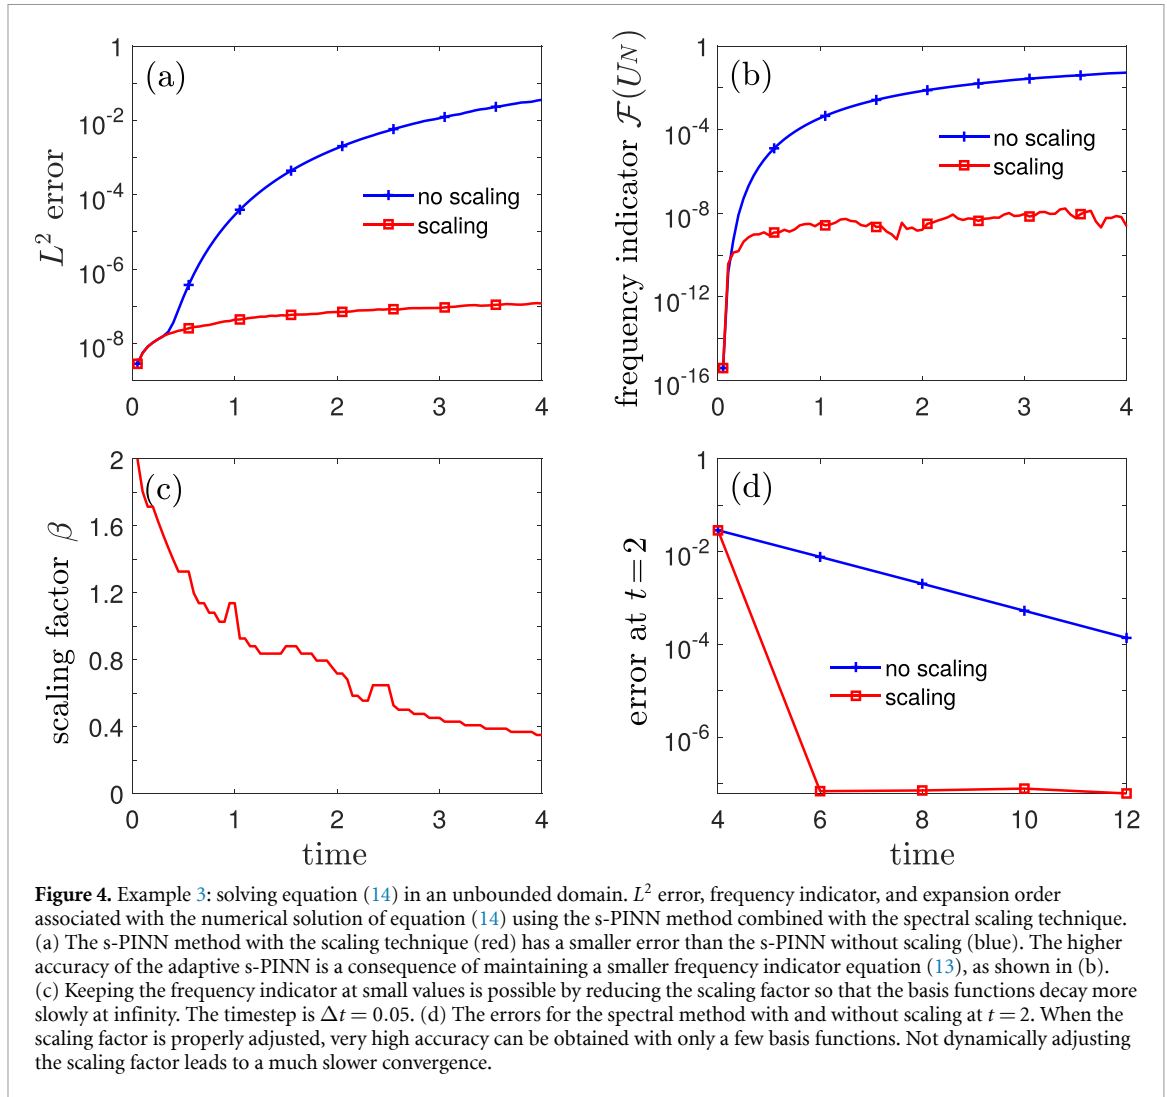 1
10^-2
10^-4
10^-6
10^-8
L^2 error
(a)
no scaling
scaling
0 1 2 3 4
1
10^-4
10^-8
10^-12
10^-16
frequency indicator F(U_N)
(b)
no scaling
scaling
0 1 2 3 4
2
1.6
1.2
0.8
0.4
0
scaling factor β
(c)
0 1 2 3 4
time
1
10^-2
10^-4
10^-6
error at t = 2
(d)
no scaling
scaling
4 6 8 10 12
time
Figure 4. Example 3: solving equation (14) in an unbounded domain. L^2 error, frequency indicator, and expansion order
associated with the numerical solution of equation (14) using the s-PINN method combined with the spectral scaling technique.
(a) The s-PINN method with the scaling technique (red) has a smaller error than the s-PINN without scaling (blue). The higher
accuracy of the adaptive s-PINN is a consequence of maintaining a smaller frequency indicator equation (13), as shown in (b).
(c) Keeping the frequency indicator at small values is possible by reducing the scaling factor so that the basis functions decay more
slowly at infinity. The timestep is Δt = 0.05. (d) The errors for the spectral method with and without scaling at t = 2. When the
scaling factor is properly adjusted, very high accuracy can be obtained with only a few basis functions. Not dynamically adjusting
the scaling factor leads to a much slower convergence.